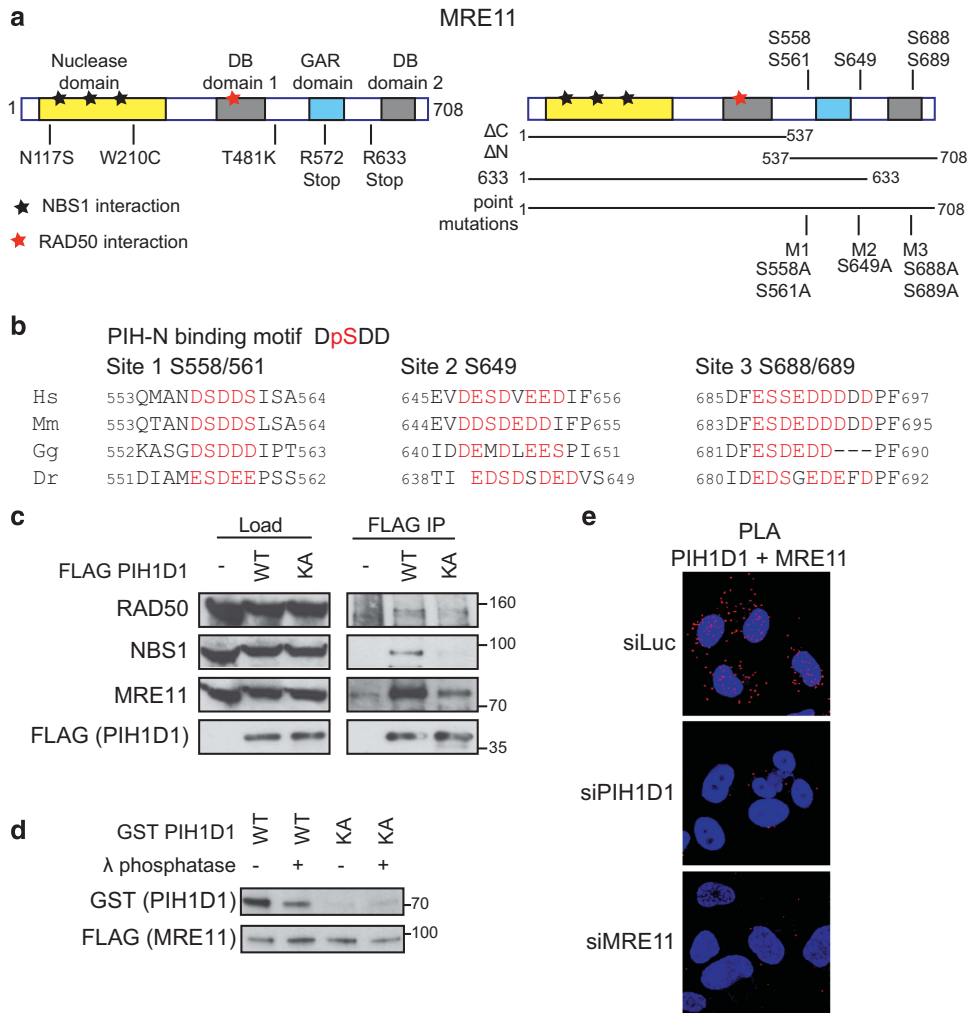 a
MRE11
Nuclease domain
DB domain 1
GAR domain
DB domain 2
1
708
N117S
W210C
T481K
R572 Stop
R633 Stop
NBS1 interaction
RAD50 interaction
S558 S561
S649
S688 S689
ΔC 1 537
ΔN 537 708
633 1 633
point mutations 1 708
M1 S558A S561A
M2 S649A
M3 S688A S689A
b
PIH-N binding motif DpSDD
Site 1 S558/561 Site 2 S649 Site 3 S688/689
Hs 553QMANDSDDSISA564 645EVDESDVEEDIF656 685DFESSEDDDDDPF697
Mm 553QTANDSDDSLSA564 644EVDDSDEDDIFP655 683DFESSEDDDDDPF695
Gg 552KASGDSDDDIPT563 640IDDEMDLEESPI651 681DFESDEDD---PF690
Dr 551DIAMESDEEPSS562 638TI EDSDSDEDVS649 680IDEDSGEDEFDPF692
c
Load FLAG IP
FLAG PIH1D1 - WT KA - WT KA
RAD50 160
NBS1 100
MRE11 70
FLAG (PIH1D1) 35
d
GST PIH1D1 WT WT KA KA
λ phosphatase - + - +
GST (PIH1D1) 70
FLAG (MRE11) 100
e
PLA
PIH1D1 + MRE11
siLuc
siPIH1D1
siMRE11